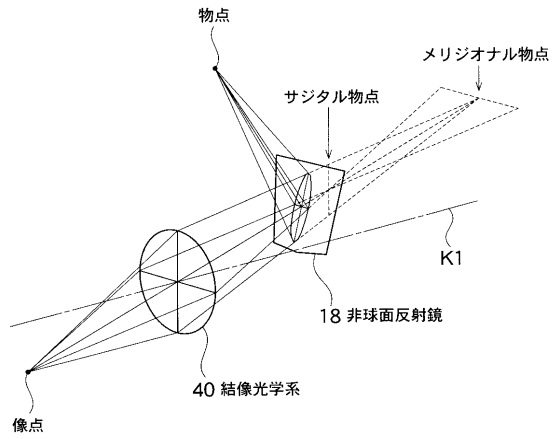 物点
メリジオナル物点
サジタル物点
K1
18 非球面反射鏡
40 結像光学系
像点